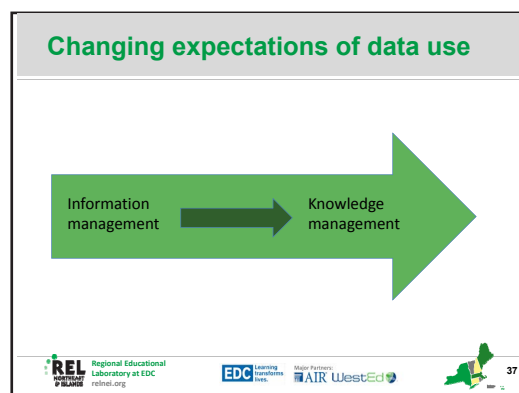 Changing expectations of data use
Information
management
Knowledge
management
REL
NORTHEAST
& ISLANDS
Regional Educational
Laboratory at EDC
relnei.org
EDC
Learning
transforms
lives.
Major Partners:
AIR WestEd
37